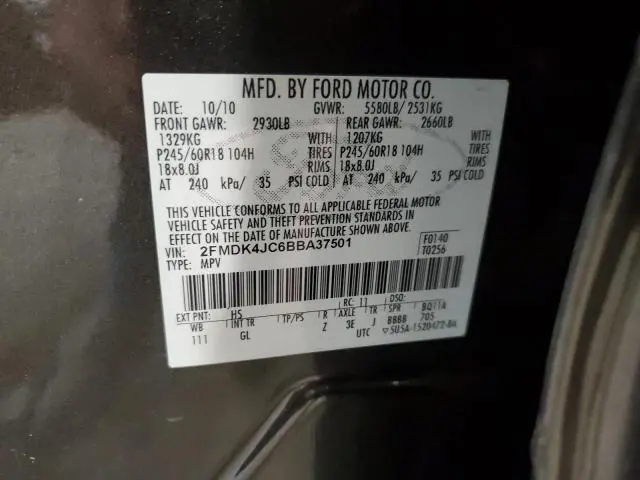 MFD. BY FORD MOTOR CO.
10/10 GVWR: 5580LB/ 2531KG
FRONT GAWR: 2930LB REAR GAWR: 2660LB
1329KG WITH 1207KG WITH
P245/60R18 104H TIRES P245/60R18 104H TIRES
18x8.0J RIMS 18x8.0J RIMS
AT 240 kPa/ 35 PSI COLD AT 240 kPa/ 35 PSI COLD
THIS VEHICLE CONFORMS TO ALL APPLICABLE FEDERAL MOTOR
VEHICLE SAFETY AND THEFT PREVENTION STANDARDS IN
EFFECT ON THE DATE OF MANUFACTURE SHOWN ABOVE.
VIN: 2FMDK4JC6BBA37501 F0140
TYPE: MPV T0256
EXT PNT: HS RC: 11 DSO: BQ11A
WB INT TR TP/PS R AXLE TR SPR BBBB 705
111 GL Z 3E J UTC 5U5A-1520472-BA